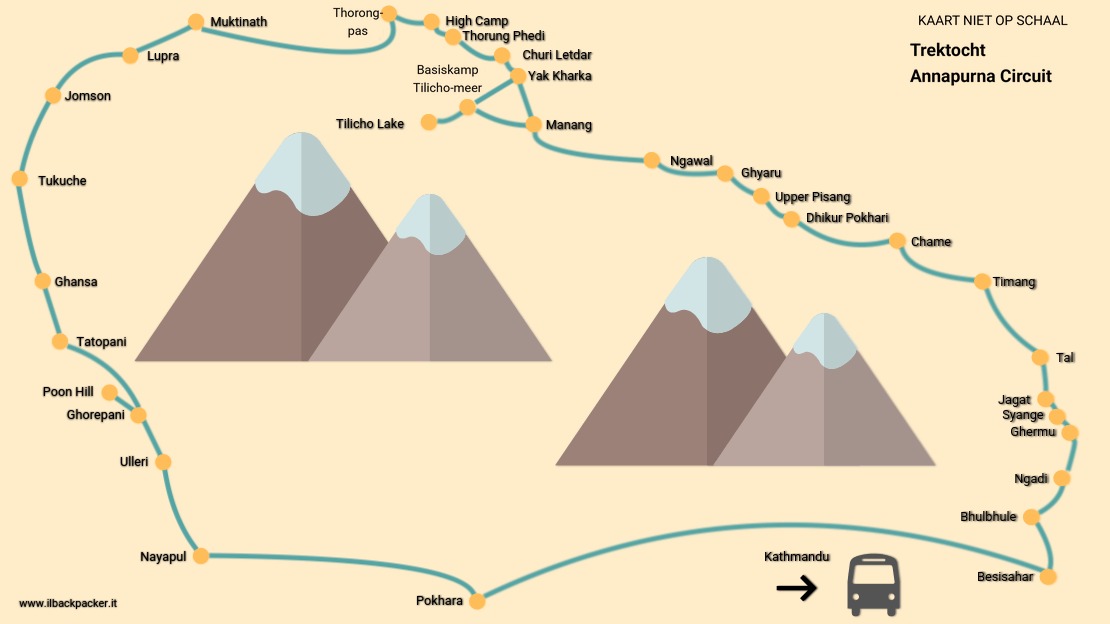 KAART NIET OP SCHAAL
Trektocht
Annapurna Circuit
Muktinath
Thorong-
pas
High Camp
Thorung Phedi
Lupra
Churi Letdar
Basiskamp
Tilicho-meer
Yak Kharka
Jomson
Tilicho Lake
Manang
Ngawal
Ghyaru
Tukuche
Upper Pisang
Dhikur Pokhari
Chame
Ghansa
Timang
Tatopani
Tal
Poon Hill
Jagat
Ghorepani
Syange
Ghermu
Ulleri
Ngadi
Bhulbhule
Nayapul
Kathmandu
Besisahar
Pokhara
www.ilbackpacker.it